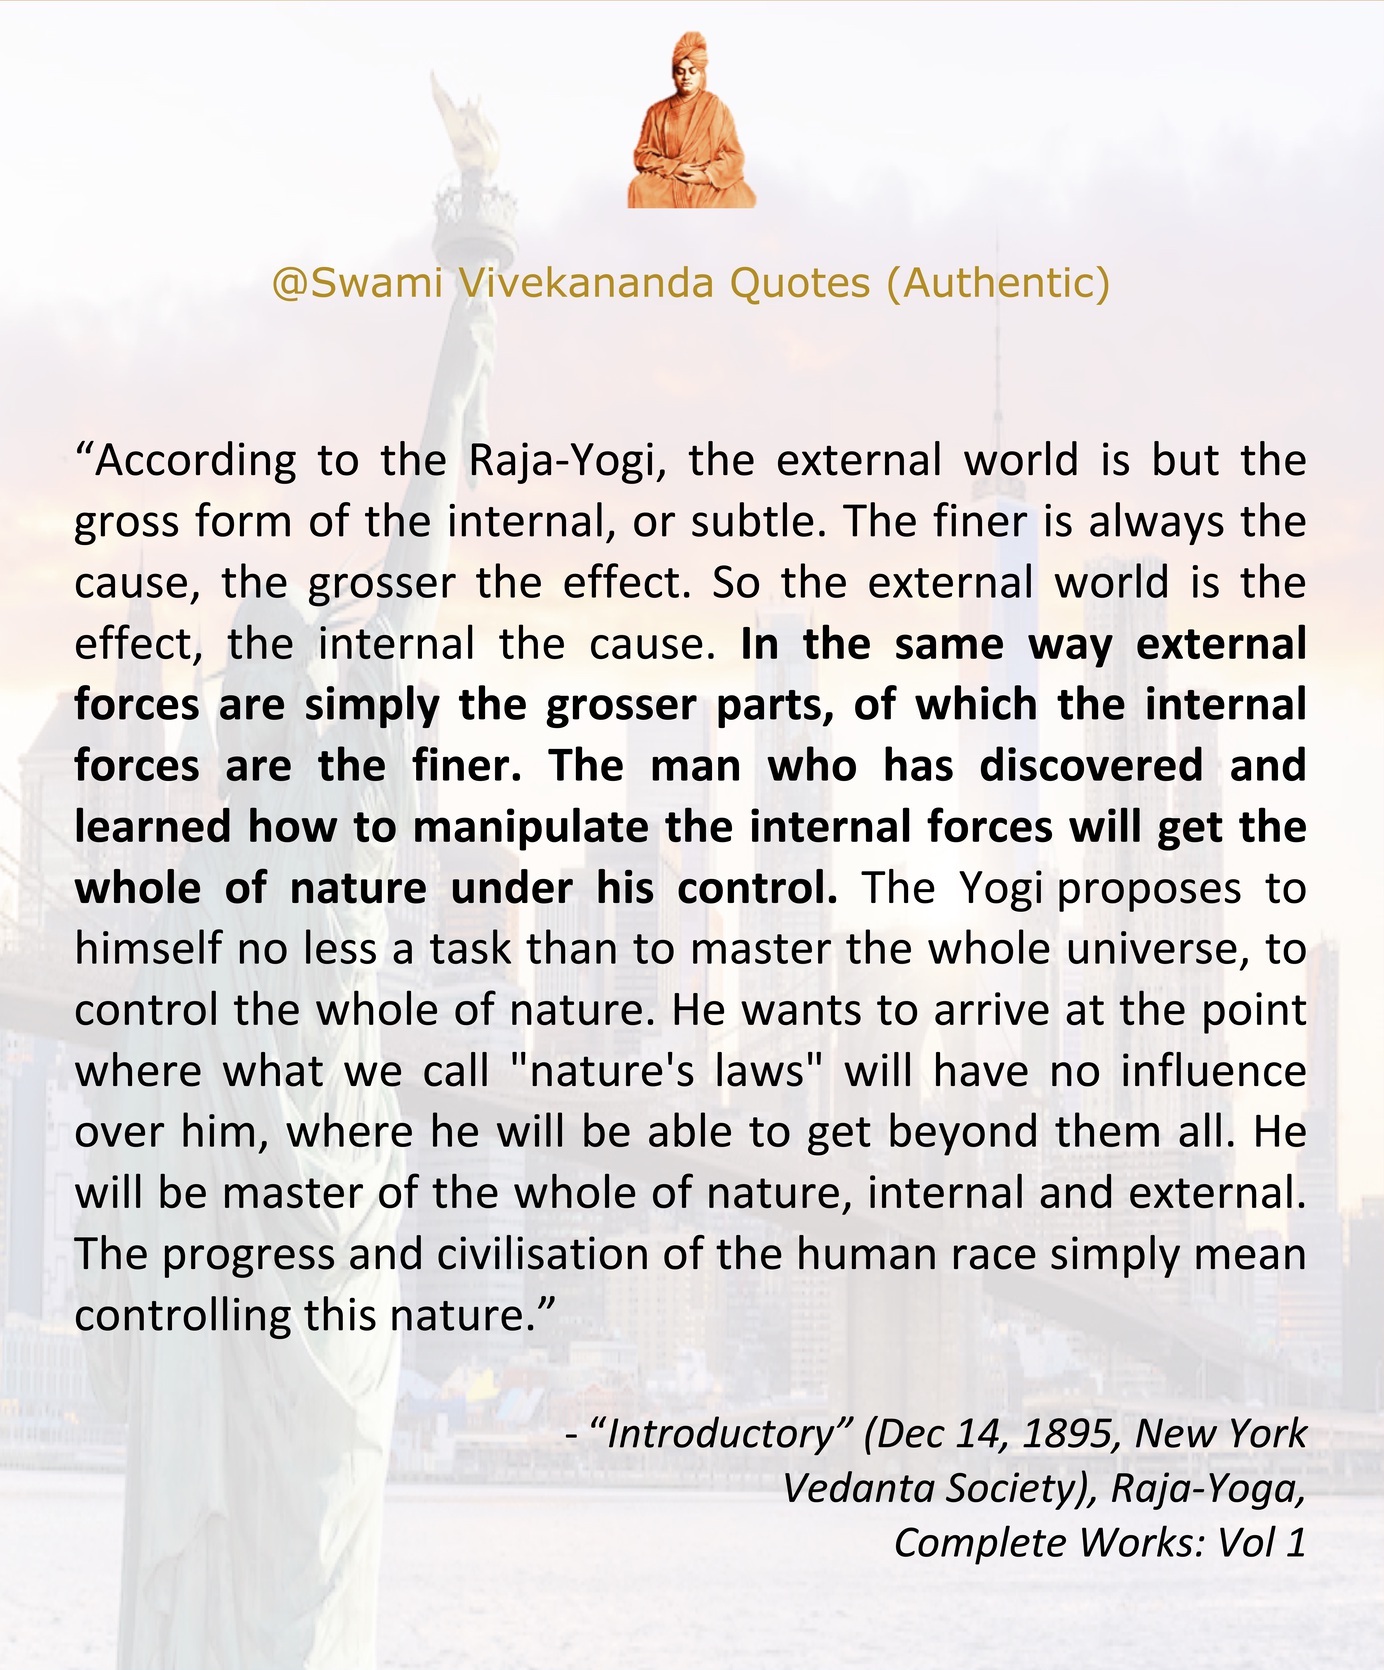 @Swami Vivekananda Quotes (Authentic)
“According to the Raja-Yogi, the external world is but the
gross form of the internal, or subtle. The finer is always the
cause, the grosser the effect. So the external world is the
effect, the internal the cause. In the same way external
forces are simply the grosser parts, of which the internal
forces are the finer. The man who has discovered and
learned how to manipulate the internal forces will get the
whole of nature under his control. The Yogi proposes to
himself no less a task than to master the whole universe, to
control the whole of nature. He wants to arrive at the point
where what we call "nature's laws" will have no influence
over him, where he will be able to get beyond them all. He
will be master of the whole of nature, internal and external.
The progress and civilisation of the human race simply mean
controlling this nature.”
- “Introductory” (Dec 14, 1895, New York
Vedanta Society), Raja-Yoga,
Complete Works: Vol 1